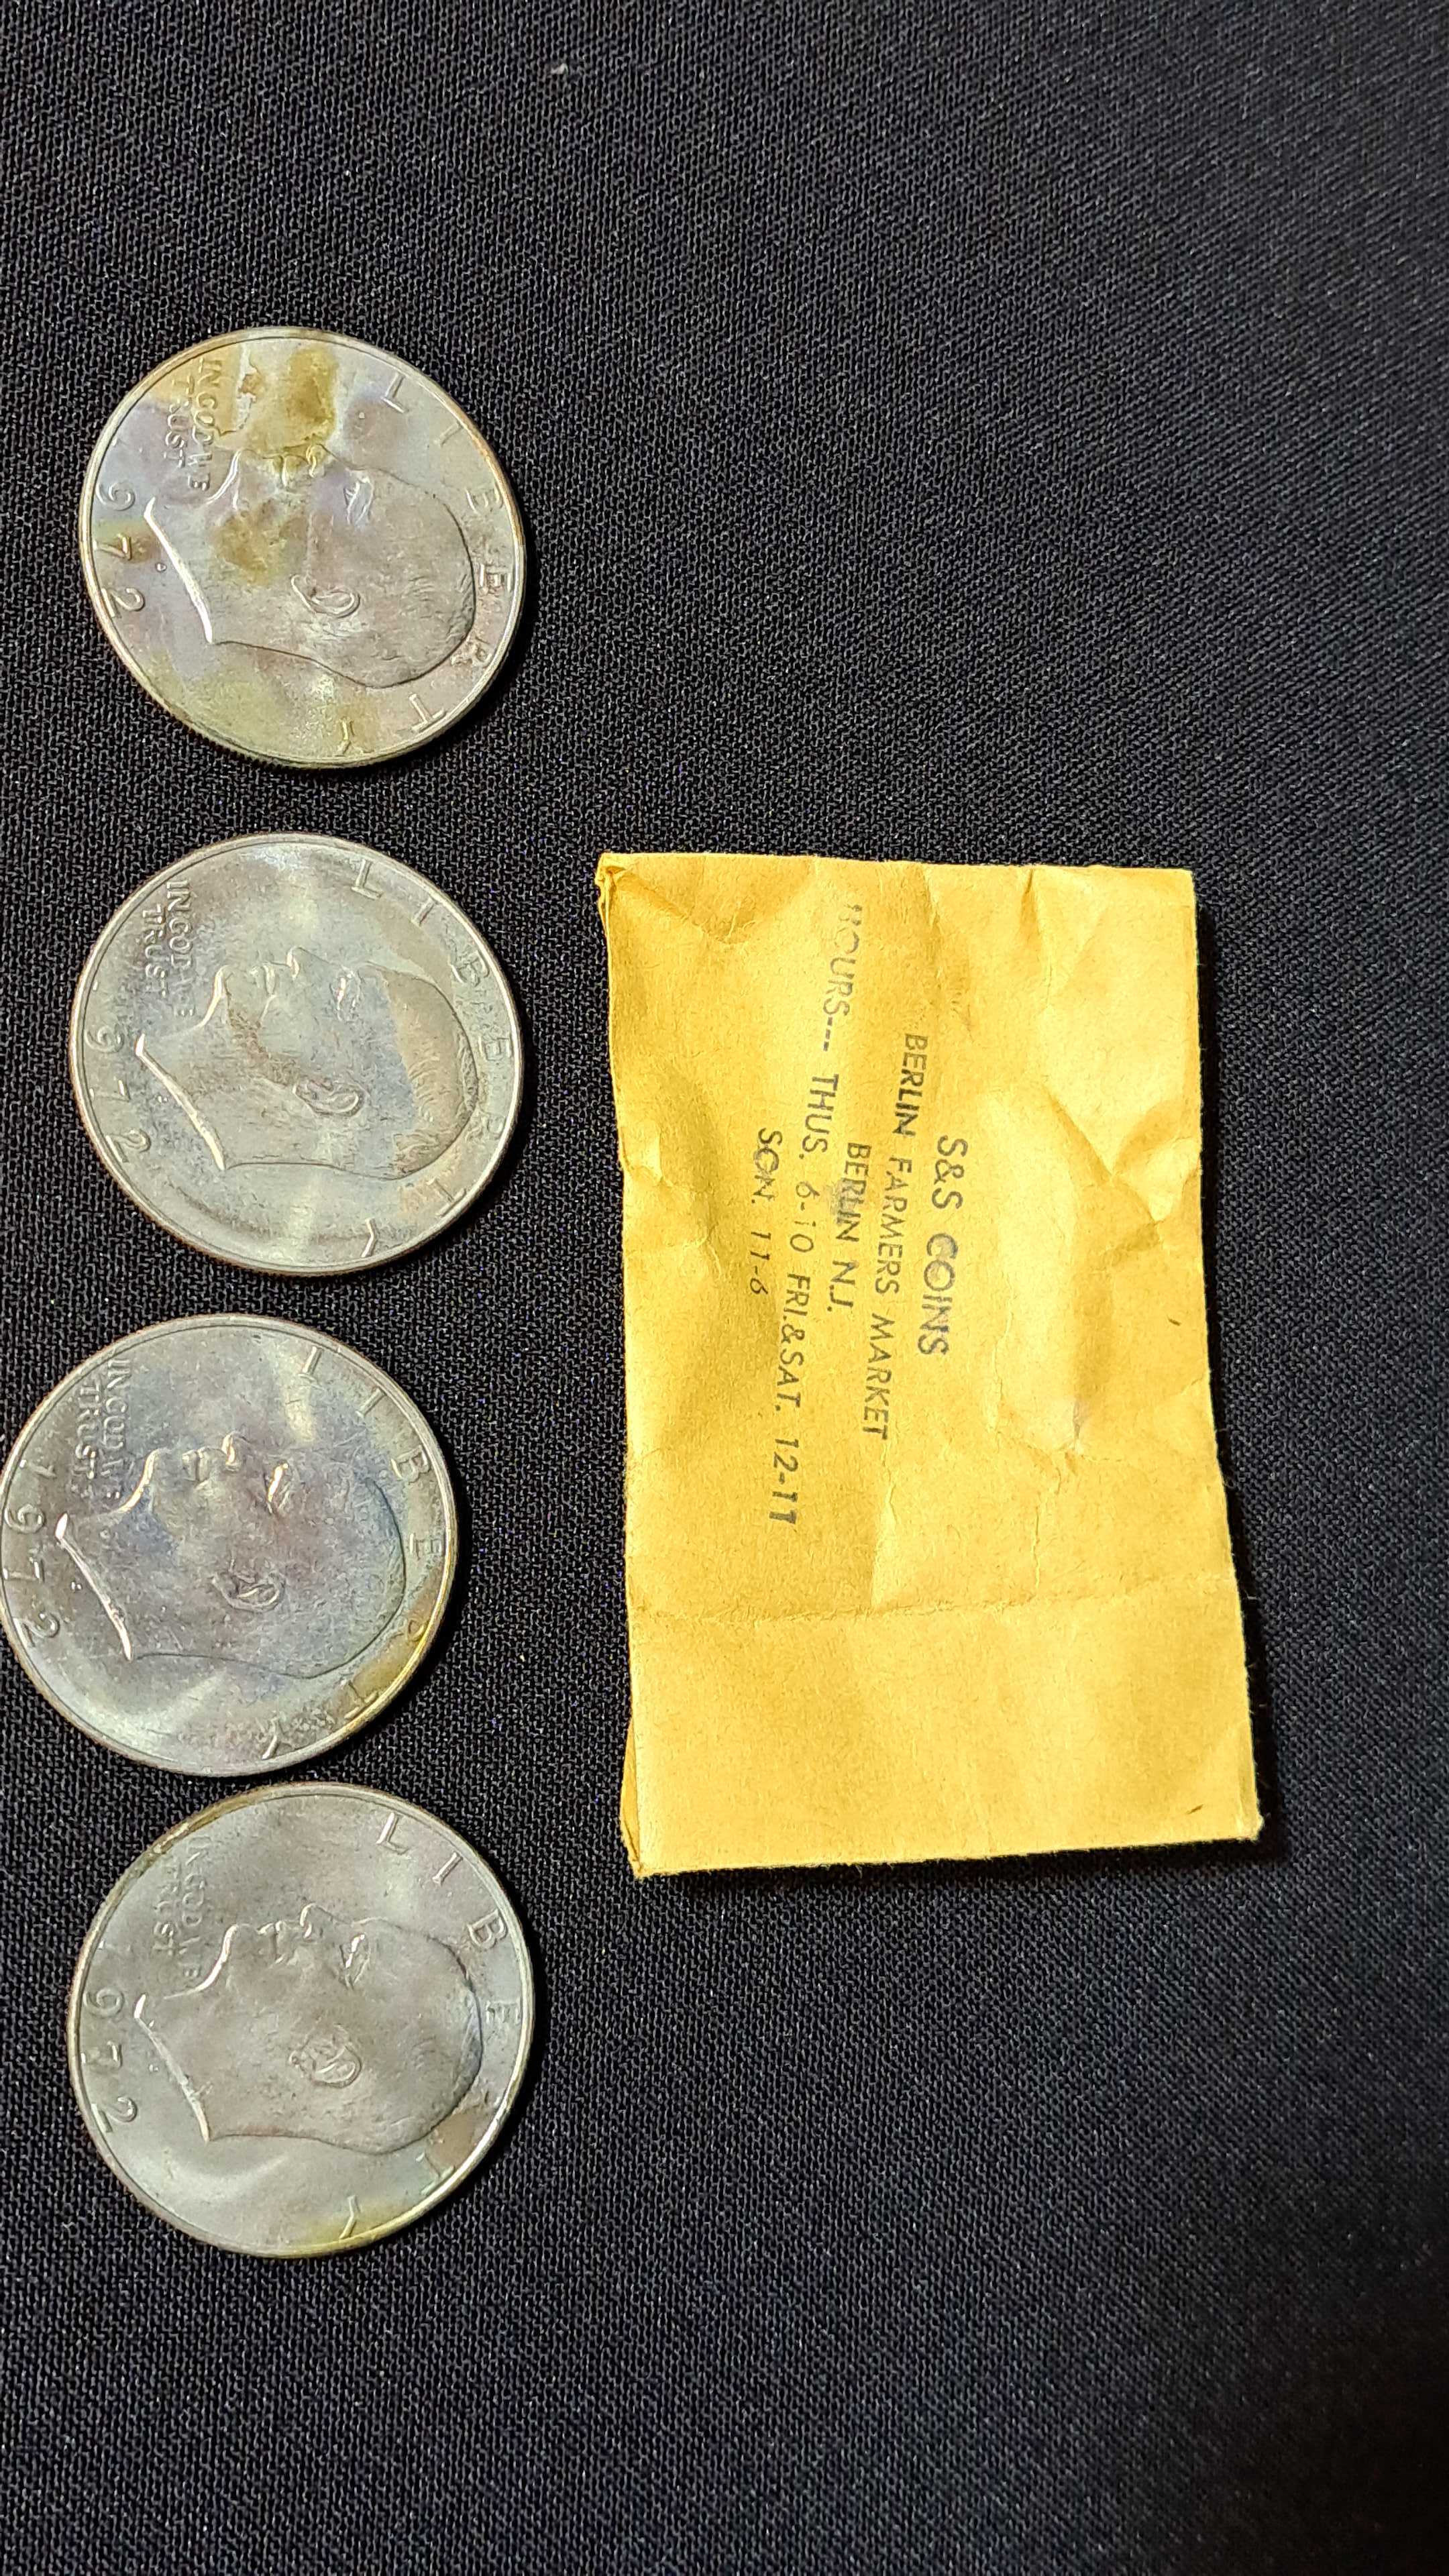 LIBERTY
IN GOD WE
TRUST
1972
LIBERTY
IN GOD WE
TRUST
1972
LIBERTY
IN GOD WE
TRUST
1972
LIBERTY
IN GOD WE
TRUST
1972
S&S COINS
BERLIN FARMERS MARKET
BERLIN N.J.
HOURS--- THUS. 6-10 FRI.&SAT. 12-11
SON. 11-6